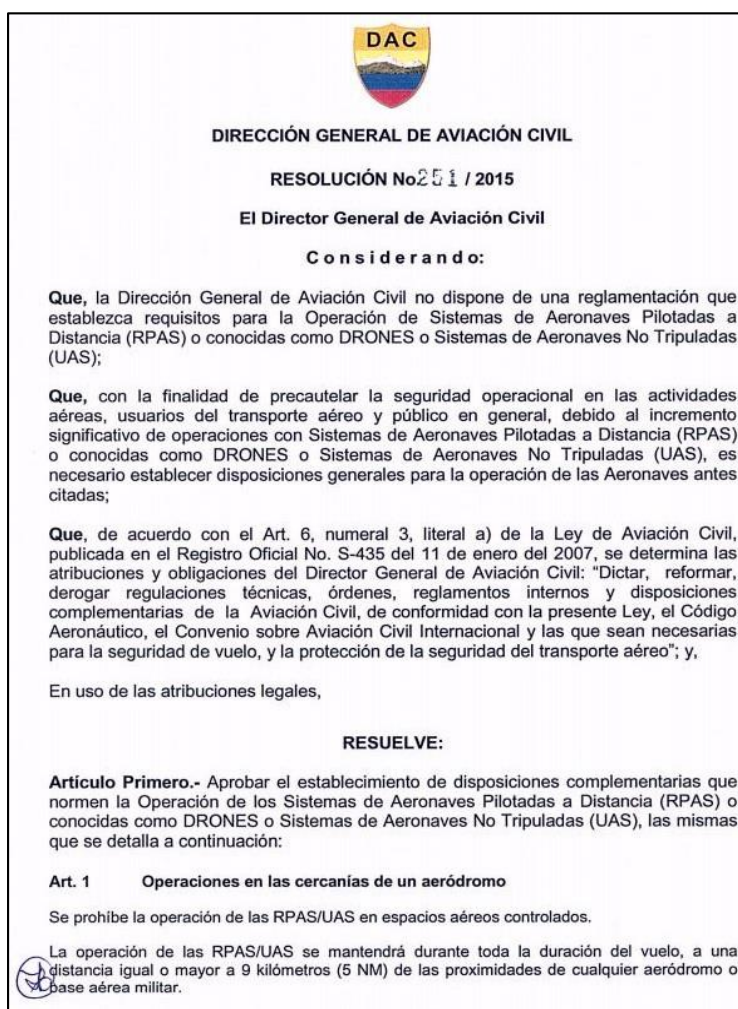 DAC
DIRECCIÓN GENERAL DE AVIACIÓN CIVIL
RESOLUCIÓN No251 / 2015
El Director General de Aviación Civil
Considerando:
Que, la Dirección General de Aviación Civil no dispone de una reglamentación que
establezca requisitos para la Operación de Sistemas de Aeronaves Pilotadas a
Distancia (RPAS) o conocidas como DRONES o Sistemas de Aeronaves No Tripuladas
(UAS);
Que, con la finalidad de precautelar la seguridad operacional en las actividades
aéreas, usuarios del transporte aéreo y público en general, debido al incremento
significativo de operaciones con Sistemas de Aeronaves Pilotadas a Distancia (RPAS)
o conocidas como DRONES o Sistemas de Aeronaves No Tripuladas (UAS), es
necesario establecer disposiciones generales para la operación de las Aeronaves antes
citadas;
Que, de acuerdo con el Art. 6, numeral 3, literal a) de la Ley de Aviación Civil,
publicada en el Registro Oficial No. S-435 del 11 de enero del 2007, se determina las
atribuciones y obligaciones del Director General de Aviación Civil: “Dictar, reformar,
derogar regulaciones técnicas, órdenes, reglamentos internos y disposiciones
complementarias de la Aviación Civil, de conformidad con la presente Ley, el Código
Aeronáutico, el Convenio sobre Aviación Civil Internacional y las que sean necesarias
para la seguridad de vuelo, y la protección de la seguridad del transporte aéreo”; y,
En uso de las atribuciones legales,
RESUELVE:
Artículo Primero.- Aprobar el establecimiento de disposiciones complementarias que
normen la Operación de los Sistemas de Aeronaves Pilotadas a Distancia (RPAS) o
conocidas como DRONES o Sistemas de Aeronaves No Tripuladas (UAS), las mismas
que se detalla a continuación:
Art. 1 Operaciones en las cercanías de un aeródromo
Se prohíbe la operación de las RPAS/UAS en espacios aéreos controlados.
La operación de las RPAS/UAS se mantendrá durante toda la duración del vuelo, a una
distancia igual o mayor a 9 kilómetros (5 NM) de las proximidades de cualquier aeródromo o
base aérea militar.